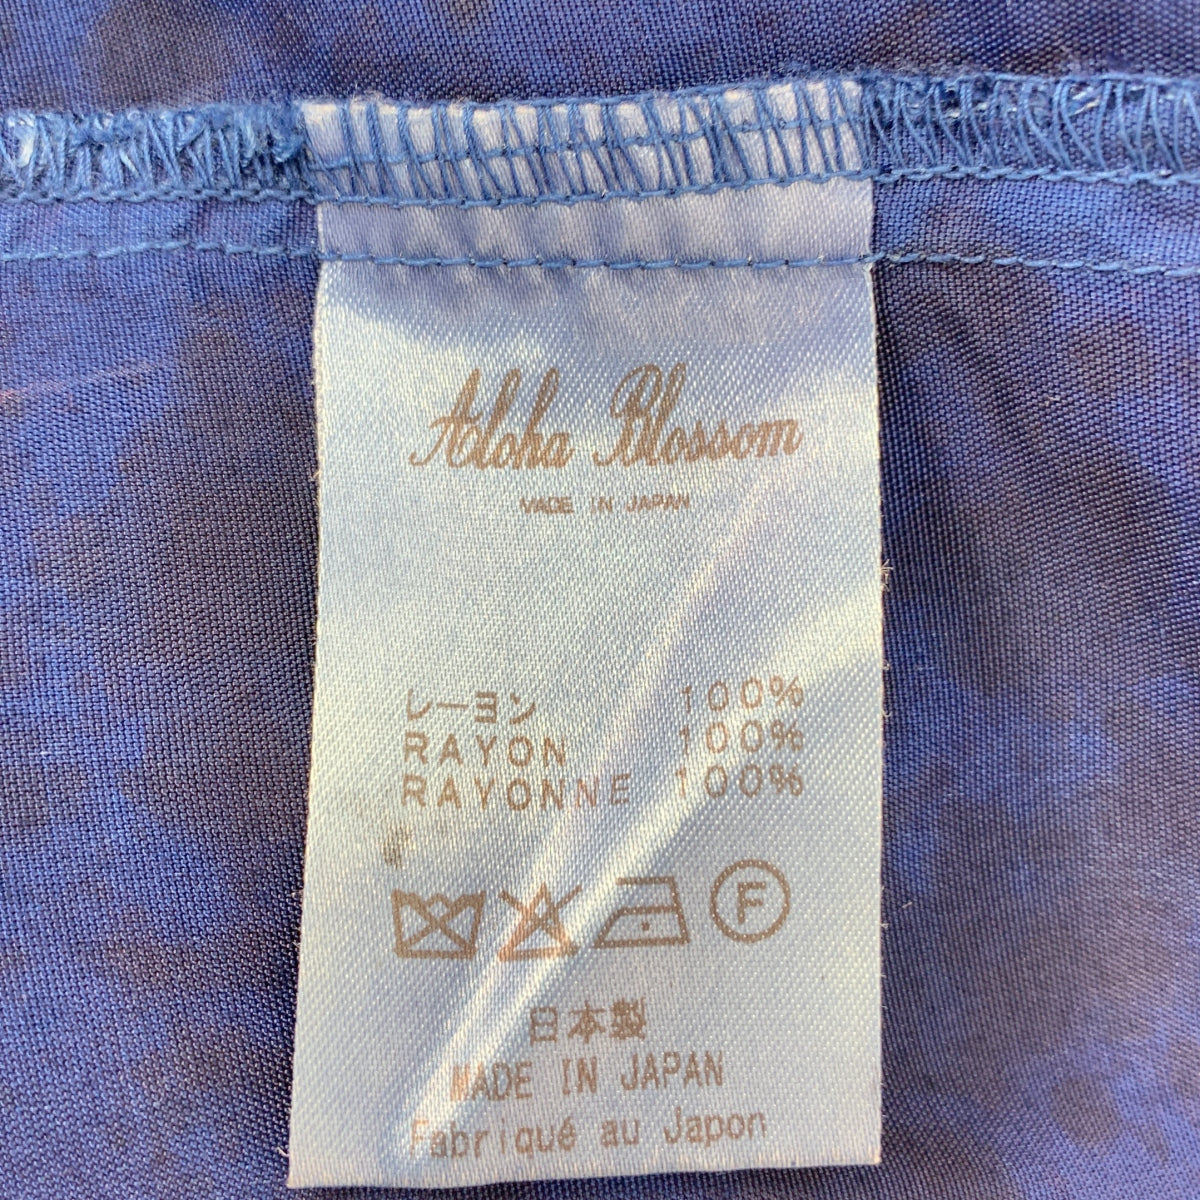 Aloha Blossom
MADE IN JAPAN
レーヨン 100%
RAYON 100%
RAYONNE 100%
F
日本製
MADE IN JAPAN
Fabriqué au Japon